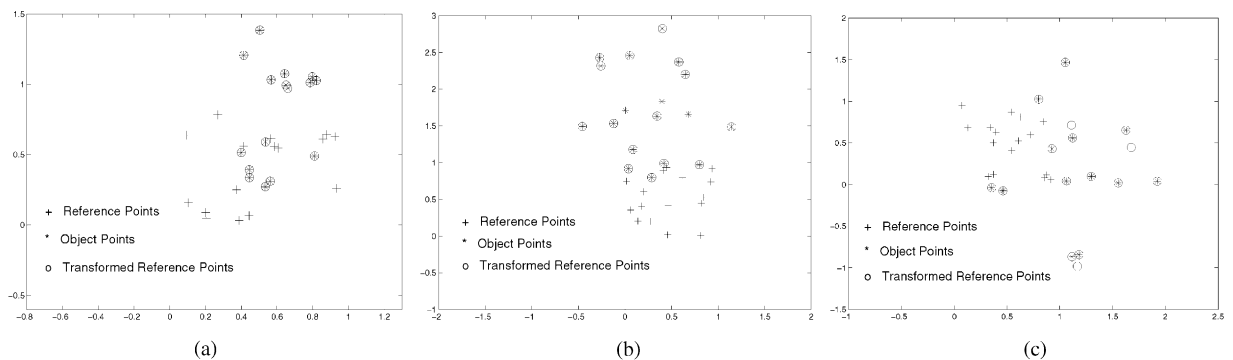 1.5
1
0.5
0
−0.5
−0.8 −0.6 −0.4 −0.2 0 0.2 0.4 0.6 0.8 1 1.2
+ Reference Points
* Object Points
o Transformed Reference Points
(a)
3
2.5
2
1.5
1
0.5
0
−0.5
−1
−2 −1.5 −1 −0.5 0 0.5 1 1.5 2
+ Reference Points
* Object Points
o Transformed Reference Points
(b)
2
1.5
1
0.5
0
−0.5
−1
−1.5
−1 −0.5 0 0.5 1 1.5 2 2.5
+ Reference Points
* Object Points
o Transformed Reference Points
(c)